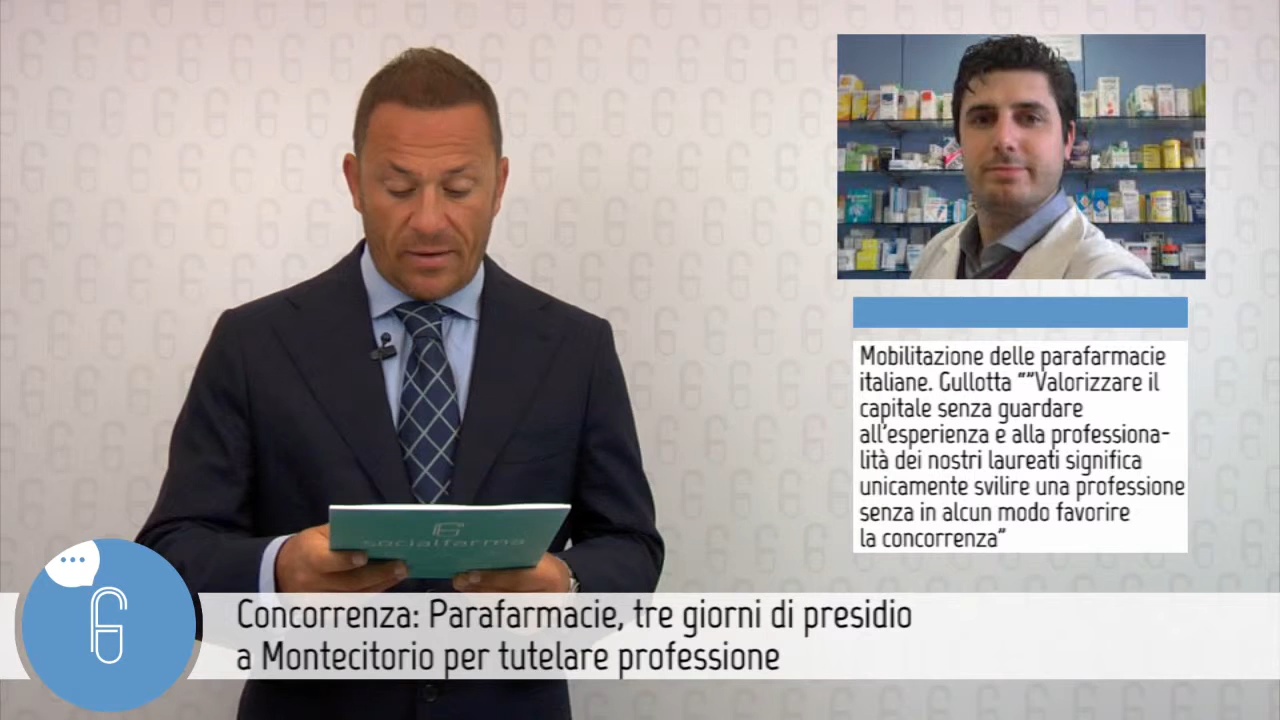 Mobilitazione delle parafarmacie
italiane. Gullotta ""Valorizzare il
capitale senza guardare
all'esperienza e alla professiona-
lità dei nostri laureati significa
unicamente svilire una professione
senza in alcun modo favorire
la concorrenza"
socialfarma
Concorrenza: Parafarmacie, tre giorni di presidio
a Montecitorio per tutelare professione